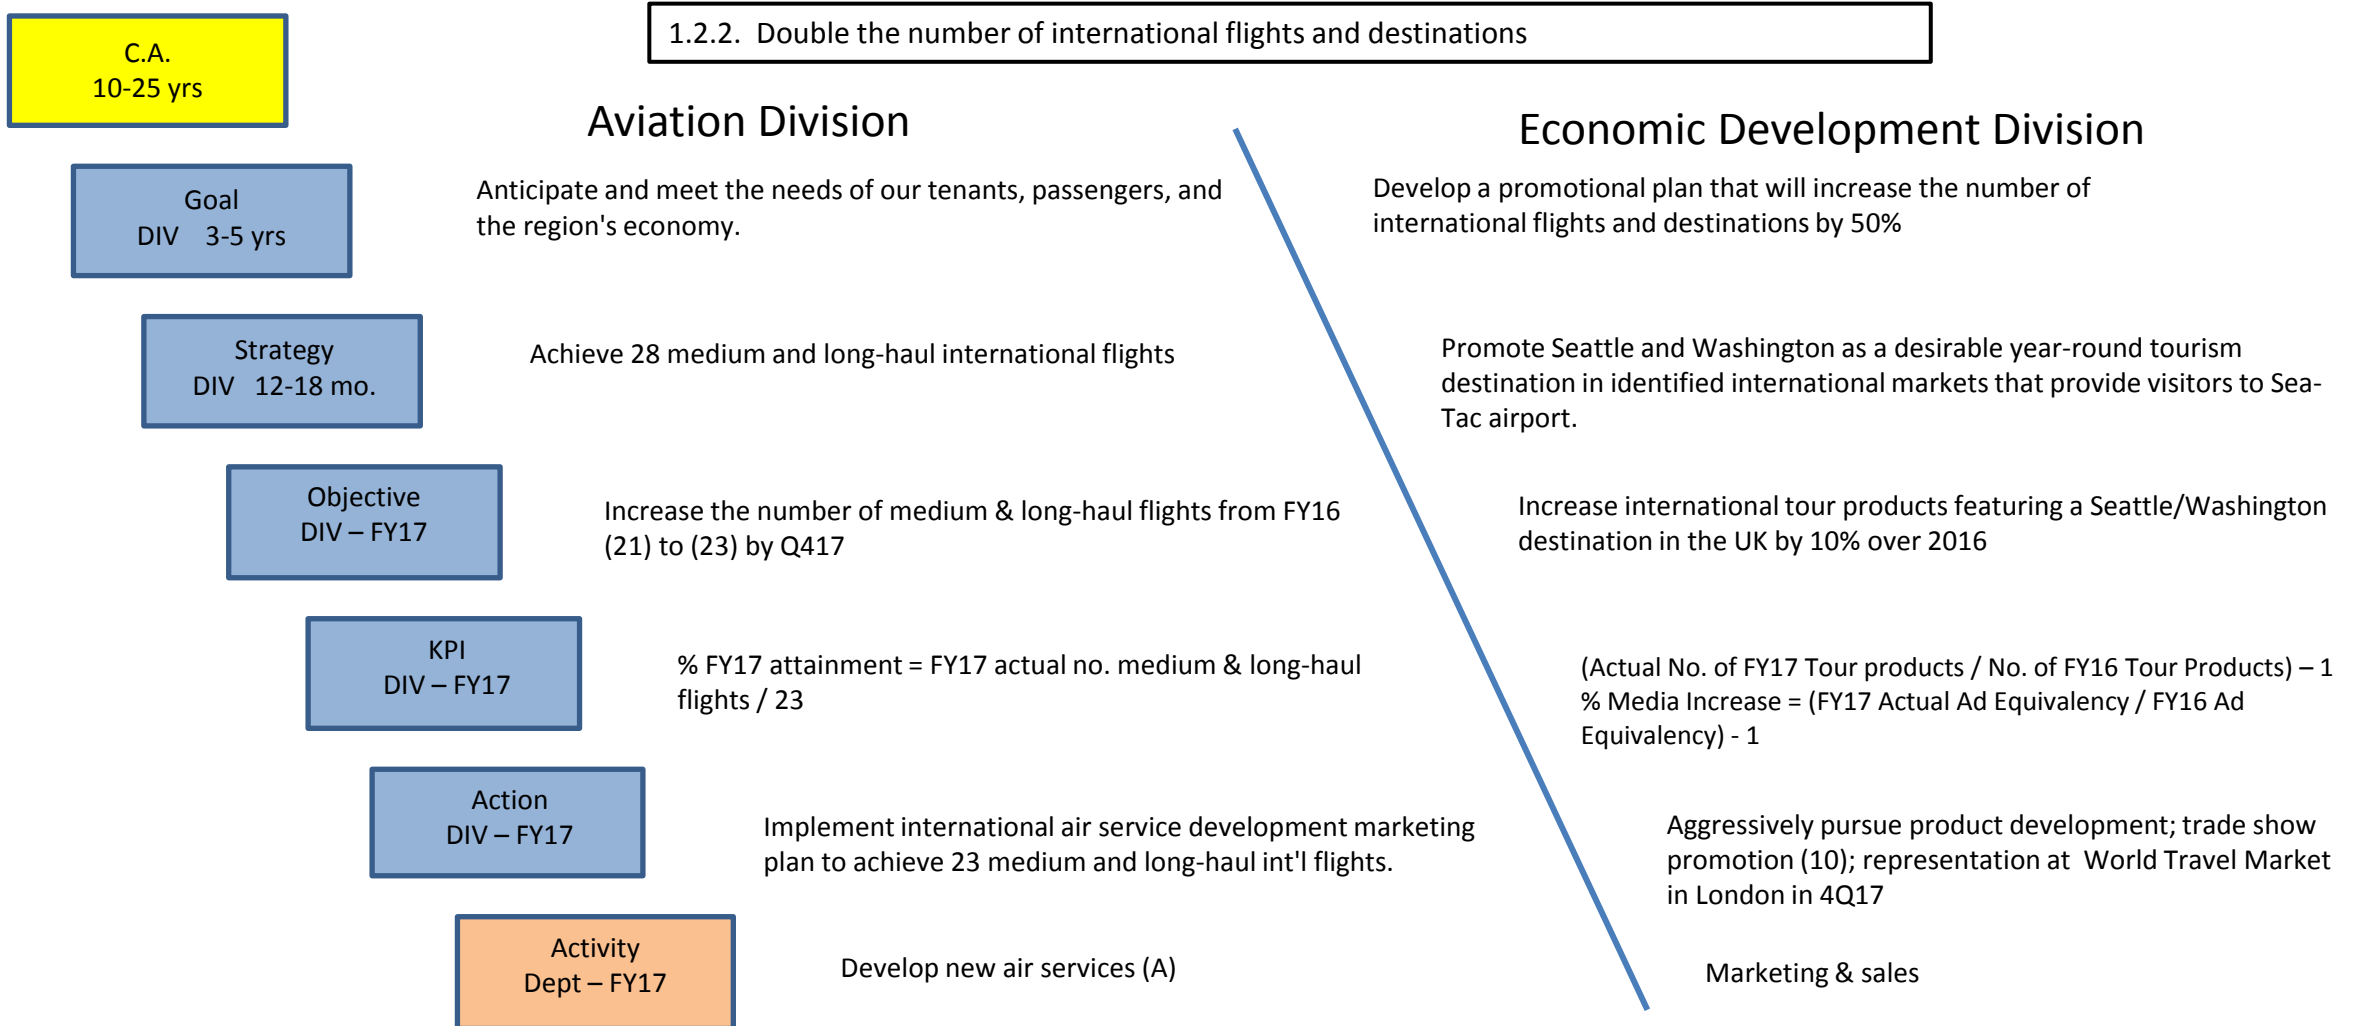 C.A.
10-25 yrs
1.2.2.  Double the number of international flights and destinations
Aviation Division
Economic Development Division
Goal
DIV    3-5 yrs
Anticipate and meet the needs of our tenants, passengers, and
the region's economy.
Develop a promotional plan that will increase the number of
international flights and destinations by 50%
Strategy
DIV   12-18 mo.
Achieve 28 medium and long-haul international flights
Promote Seattle and Washington as a desirable year-round tourism
destination in identified international markets that provide visitors to Sea-
Tac airport.
Objective
DIV – FY17
Increase the number of medium & long-haul flights from FY16
(21) to (23) by Q417
Increase international tour products featuring a Seattle/Washington
destination in the UK by 10% over 2016
KPI
DIV – FY17
% FY17 attainment = FY17 actual no. medium & long-haul
flights / 23
(Actual No. of FY17 Tour products / No. of FY16 Tour Products) – 1
% Media Increase = (FY17 Actual Ad Equivalency / FY16 Ad
Equivalency) - 1
Action
DIV – FY17
Implement international air service development marketing
plan to achieve 23 medium and long-haul int'l flights.
Aggressively pursue product development; trade show
promotion (10); representation at  World Travel Market
in London in 4Q17
Activity
Dept – FY17
Develop new air services (A)
Marketing & sales